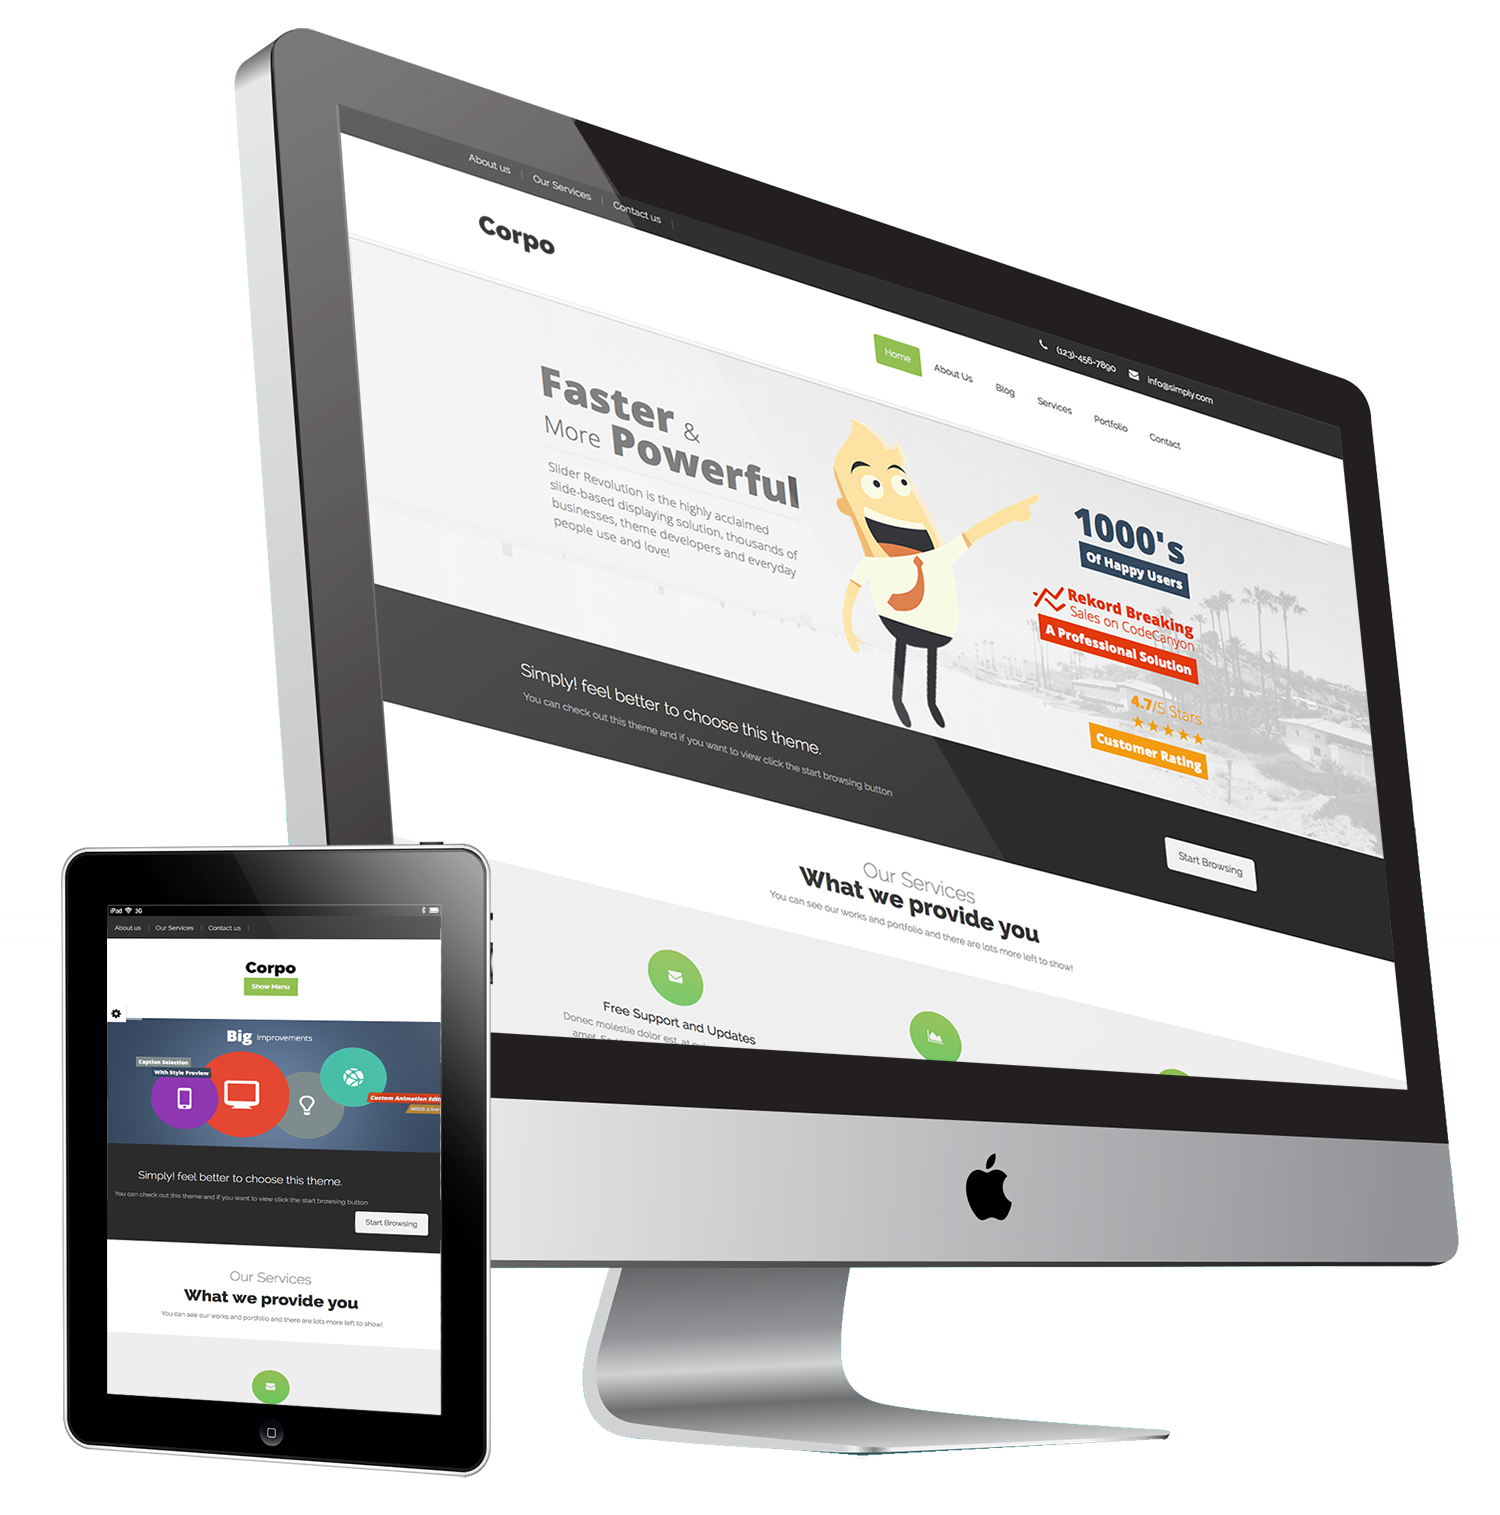 About us
Our Services
Contact us
(123)-456-7890
info@simply.com
Corpo
Home
About Us
Blog
Services
Portfolio
Contact
Faster &
More Powerful
Slider Revolution is the highly acclaimed
slide-based displaying solution, thousands of
businesses, theme developers and everyday
people use and love!
1000's
Of Happy Users
Rekord Breaking
Sales on CodeCanyon
A Professional Solution
4.7/5 Stars
Customer Rating
Simply! feel better to choose this theme.
You can check out this theme and if you want to view click the start browsing button
Start Browsing
Our Services
What we provide you
You can see our works and portfolio and there are lots more left to show!
Free Support and Updates
Donec molestie dolor est, at
amet.
iPad 3G
About us
Our Services
Contact us
Corpo
Show Menu
Big Improvements
Caption Selection
With Style Preview
Custom Animation
With Live
Simply! feel better to choose this theme.
You can check out this theme and if you want to view click the start browsing button
Start Browsing
Our Services
What we provide you
You can see our works and portfolio and there are lots more left to show!